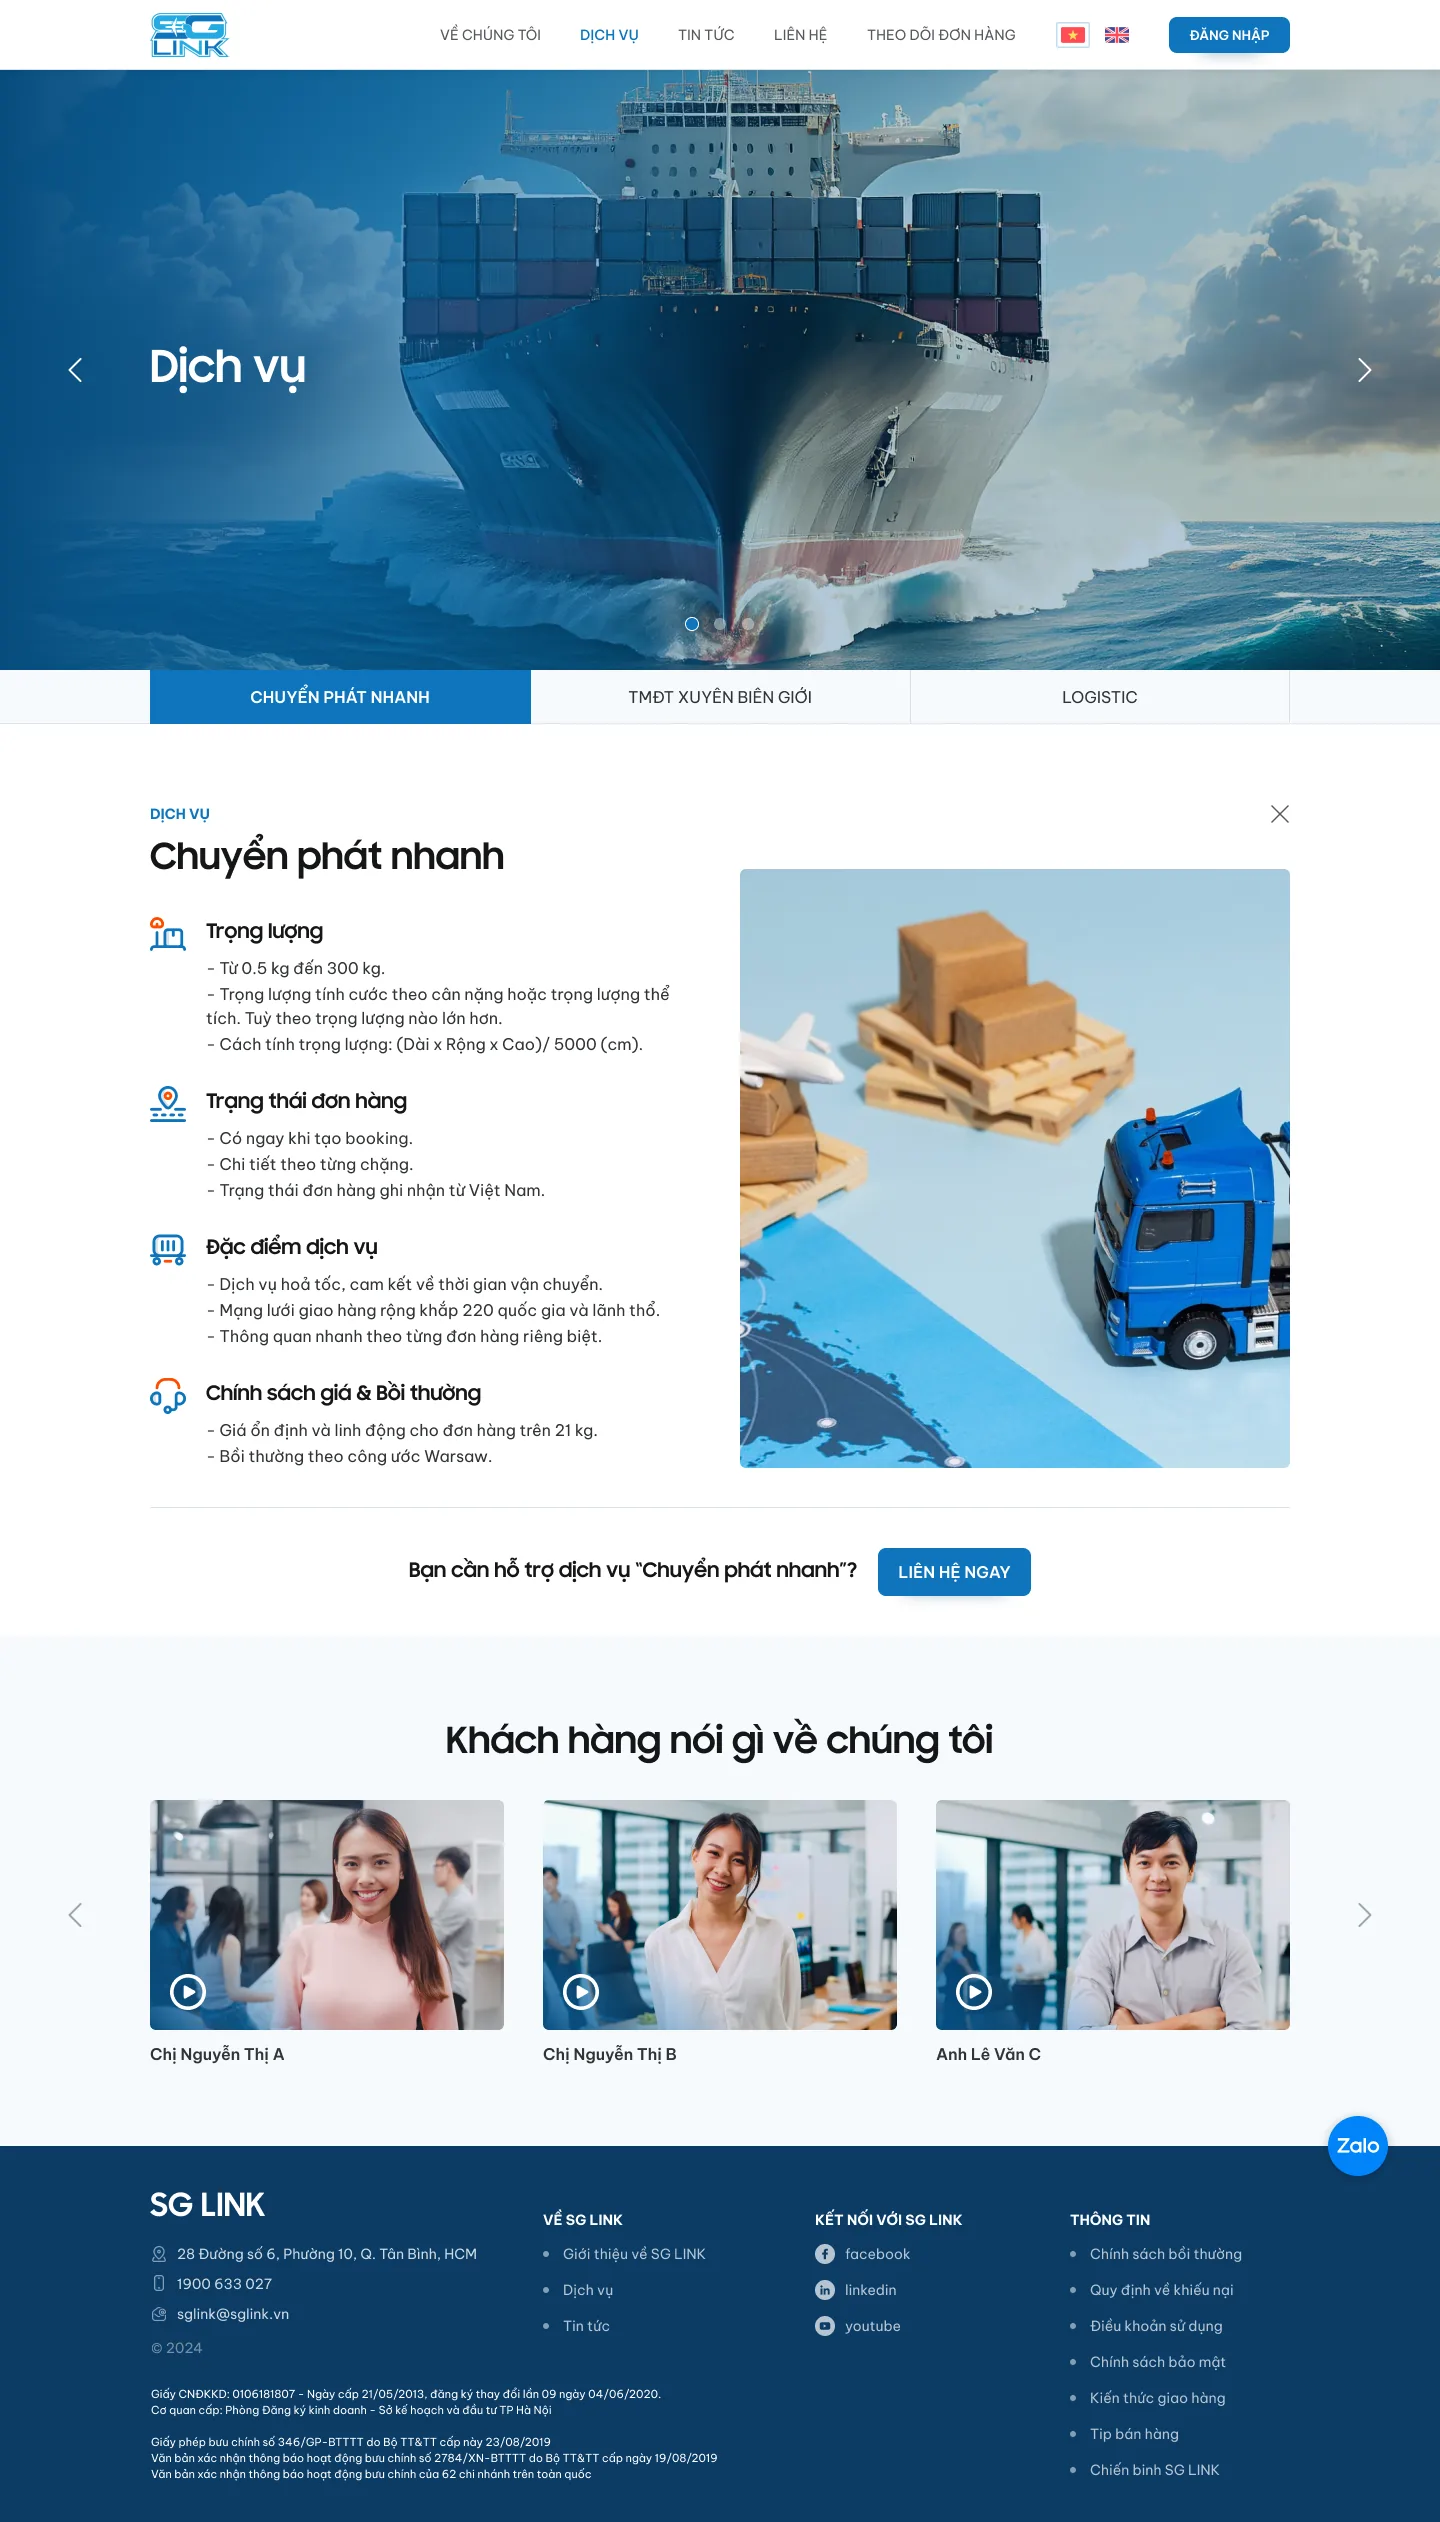 SG LINK
VỀ CHÚNG TÔI
DỊCH VỤ
TIN TỨC
LIÊN HỆ
THEO DÕI ĐƠN HÀNG
ĐĂNG NHẬP
Dịch vụ
CHUYỂN PHÁT NHANH
TMĐT XUYÊN BIÊN GIỚI
LOGISTIC
DỊCH VỤ
Chuyển phát nhanh
Trọng lượng
- Từ 0.5 kg đến 300 kg.
- Trọng lượng tính cước theo cân nặng hoặc trọng lượng thể
tích. Tuỳ theo trọng lượng nào lớn hơn.
- Cách tính trọng lượng: (Dài x Rộng x Cao)/ 5000 (cm).
Trạng thái đơn hàng
- Có ngay khi tạo booking.
- Chi tiết theo từng chặng.
- Trạng thái đơn hàng ghi nhận từ Việt Nam.
Đặc điểm dịch vụ
- Dịch vụ hoả tốc, cam kết về thời gian vận chuyển.
- Mạng lưới giao hàng rộng khắp 220 quốc gia và lãnh thổ.
- Thông quan nhanh theo từng đơn hàng riêng biệt.
Chính sách giá & Bồi thường
- Giá ổn định và linh động cho đơn hàng trên 21 kg.
- Bồi thường theo công ước Warsaw.
Bạn cần hỗ trợ dịch vụ “Chuyển phát nhanh”?
LIÊN HỆ NGAY
Khách hàng nói gì về chúng tôi
Chị Nguyễn Thị A
Chị Nguyễn Thị B
Anh Lê Văn C
Zalo
SG LINK
28 Đường số 6, Phường 10, Q. Tân Bình, HCM
1900 633 027
sglink@sglink.vn
© 2024
VỀ SG LINK
Giới thiệu về SG LINK
Dịch vụ
Tin tức
KẾT NỐI VỚI SG LINK
facebook
linkedin
youtube
THÔNG TIN
Chính sách bồi thường
Quy định về khiếu nại
Điều khoản sử dụng
Chính sách bảo mật
Kiến thức giao hàng
Tip bán hàng
Chiến binh SG LINK
Giấy CNĐKKD: 0106181807 - Ngày cấp 21/05/2013, đăng ký thay đổi lần 09 ngày 04/06/2020.
Cơ quan cấp: Phòng Đăng ký kinh doanh - Sở kế hoạch và đầu tư TP Hà Nội
Giấy phép bưu chính số 346/GP-BTTTT do Bộ TT&TT cấp này 23/08/2019
Văn bản xác nhận thông báo hoạt động bưu chính số 2784/XN-BTTTT do Bộ TT&TT cấp ngày 19/08/2019
Văn bản xác nhận thông báo hoạt động bưu chính của 62 chi nhánh trên toàn quốc